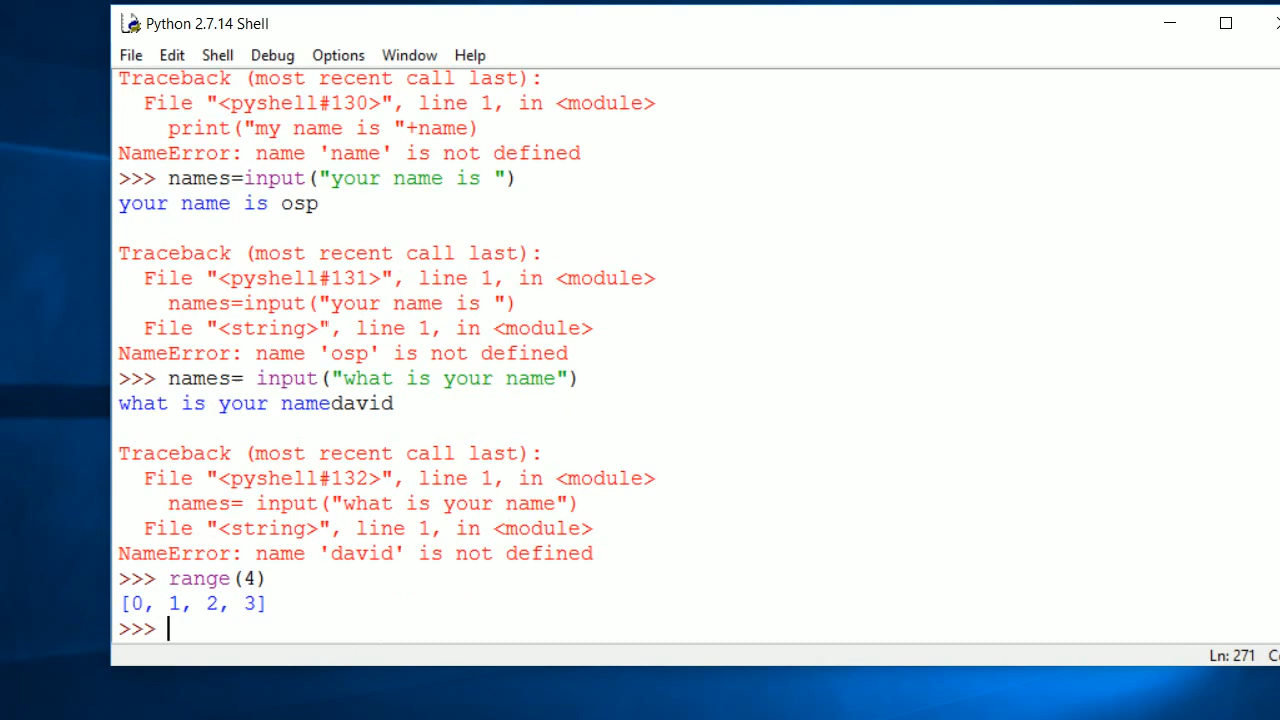 Python 2.7.14 Shell
File Edit Shell Debug Options Window Help
Traceback (most recent call last):
  File "<pyshell#130>", line 1, in <module>
    print("my name is "+name)
NameError: name 'name' is not defined
>>> names=input("your name is ")
your name is osp

Traceback (most recent call last):
  File "<pyshell#131>", line 1, in <module>
    names=input("your name is ")
  File "<string>", line 1, in <module>
NameError: name 'osp' is not defined
>>> names= input("what is your name")
what is your namedavid

Traceback (most recent call last):
  File "<pyshell#132>", line 1, in <module>
    names= input("what is your name")
  File "<string>", line 1, in <module>
NameError: name 'david' is not defined
>>> range(4)
[0, 1, 2, 3]
>>>
Ln: 271